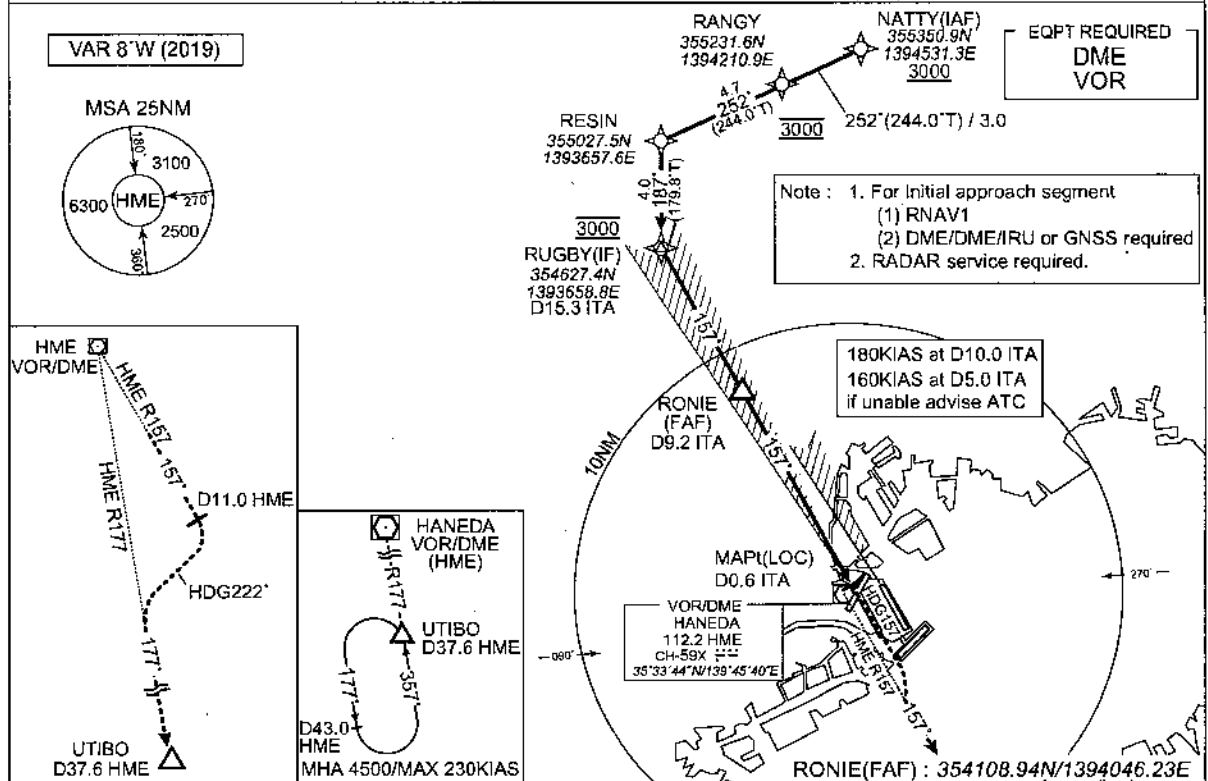 VAR 8°W (2019)
MSA 25NM
180°
3100
6300
HME
270°
2500
360°
RANGY
355231.6N
1394210.9E
NATTY(IAF)
355350.9N
1394531.3E
3000
EQPT REQUIRED
DME
VOR
4.7
252°
(244.0°T)
3000
252°(244.0°T) / 3.0
RESIN
355027.5N
1393657.6E
4.0
187°
(179.8°T)
3000
RUGBY(IF)
354627.4N
1393658.8E
D15.3 ITA
Note : 1. For Initial approach segment
(1) RNAV1
(2) DME/DME/IRU or GNSS required
2. RADAR service required.
157°
180KIAS at D10.0 ITA
160KIAS at D5.0 ITA
if unable advise ATC
RONIE
(FAF)
D9.2 ITA
157°
10NM
MAPt(LOC)
D0.6 ITA
HDG157°
270°
090°
VOR/DME
HANEDA
112.2 HME
CH-59X
35°33'44"N/139°45'40"E
HME R157
157°
RONIE(FAF) : 354108.94N/1394046.23E
HME
VOR/DME
HME R157
157°
HME R177
D11.0 HME
HDG222°
177°
UTIBO
D37.6 HME
HANEDA
VOR/DME
(HME)
R177
UTIBO
D37.6 HME
177°
357°
D43.0
HME
MHA 4500/MAX 230KIAS